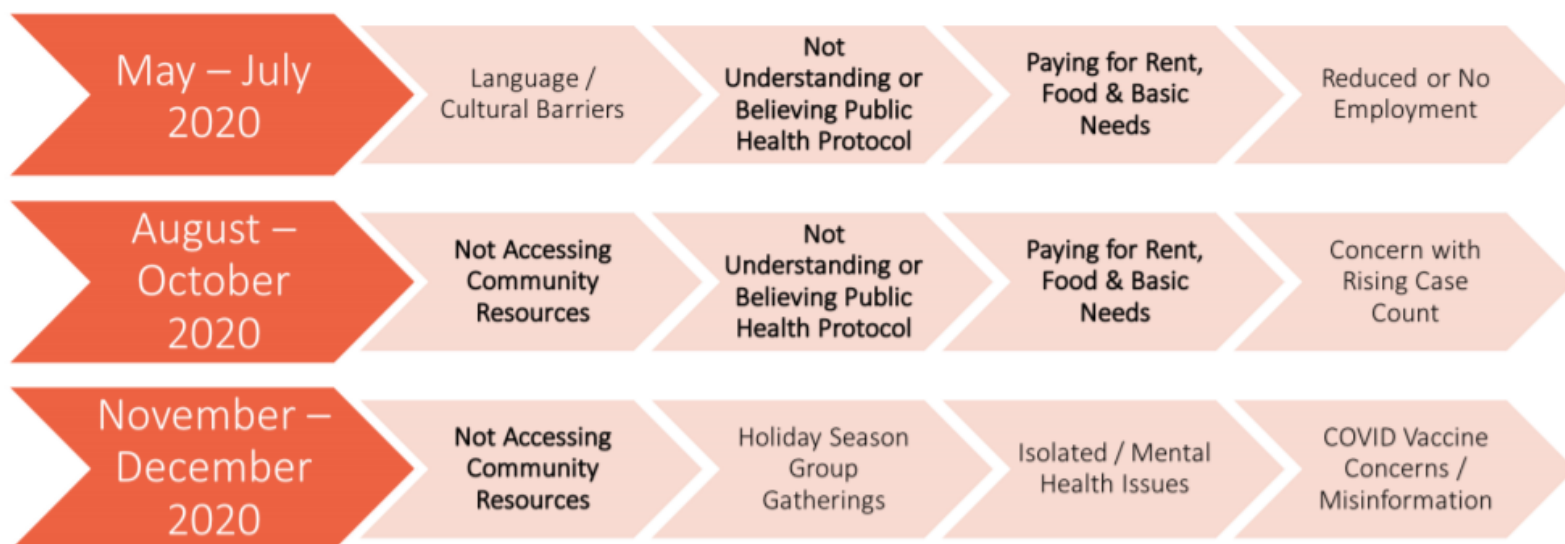 May – July
2020
Language /
Cultural Barriers
Not
Understanding or
Believing Public
Health Protocol
Paying for Rent,
Food & Basic
Needs
Reduced or No
Employment
August –
October
2020
Not Accessing
Community
Resources
Not
Understanding or
Believing Public
Health Protocol
Paying for Rent,
Food & Basic
Needs
Concern with
Rising Case
Count
November –
December
2020
Not Accessing
Community
Resources
Holiday Season
Group
Gatherings
Isolated / Mental
Health Issues
COVID Vaccine
Concerns /
Misinformation